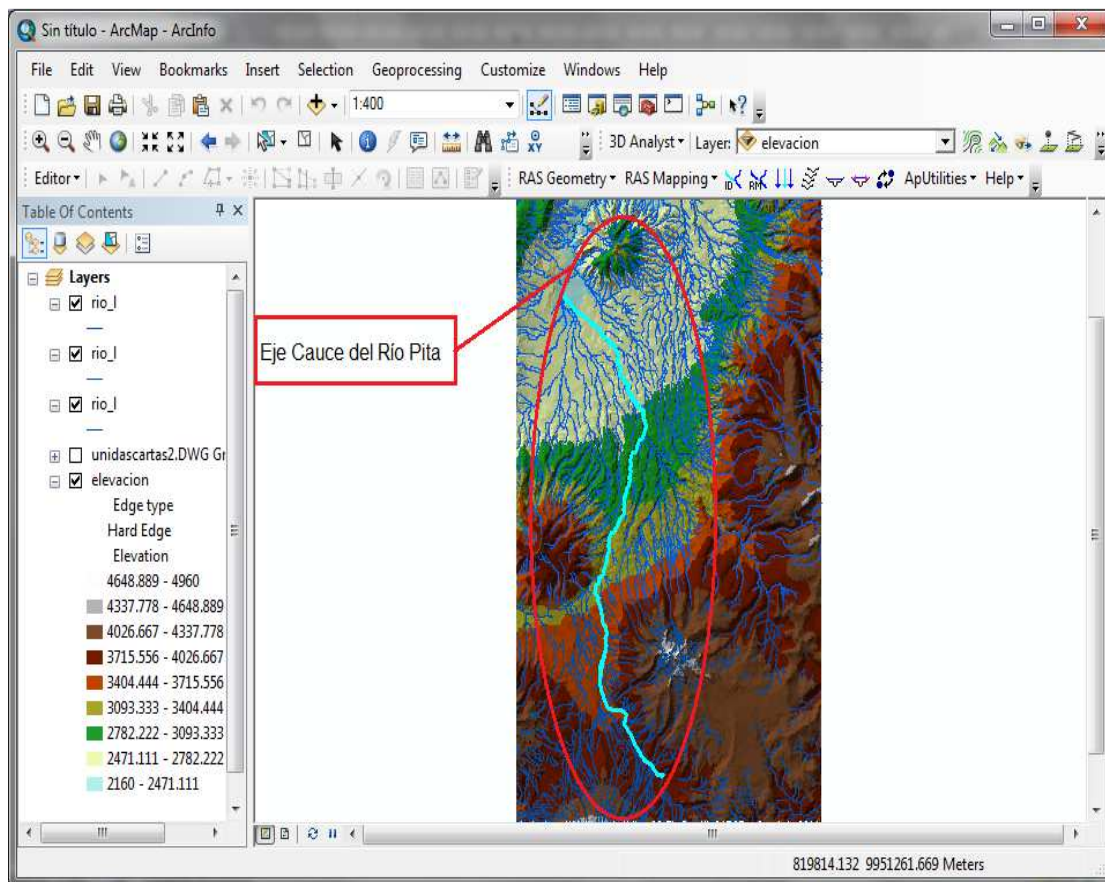 Sin título - ArcMap - ArcInfo
File Edit View Bookmarks Insert Selection Geoprocessing Customize Windows Help
1:400
3D Analyst Layer: elevacion
Editor RAS Geometry RAS Mapping ID RM ApUtilities Help
Table Of Contents
Layers
rio_l
rio_l
rio_l
unidascartas2.DWG Gr
elevacion
Edge type
Hard Edge
Elevation
4648.889 - 4960
4337.778 - 4648.889
4026.667 - 4337.778
3715.556 - 4026.667
3404.444 - 3715.556
3093.333 - 3404.444
2782.222 - 3093.333
2471.111 - 2782.222
2160 - 2471.111
Eje Cauce del Río Pita
819814.132 9951261.669 Meters